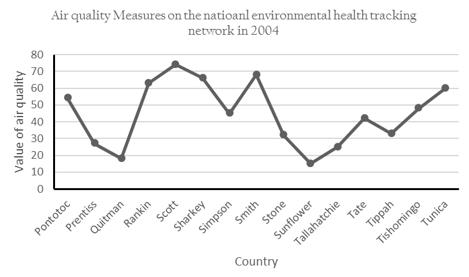 Air quality Measures on the natioanl environmental health tracking
network in 2004
Value of air quality
80
70
60
50
40
30
20
10
0
Pontotoc
Prentiss
Quitman
Rankin
Scott
Sharkey
Simpson
Smith
Stone
Sunflower
Tallahatchie
Tate
Tippah
Tishomingo
Tunica
Country